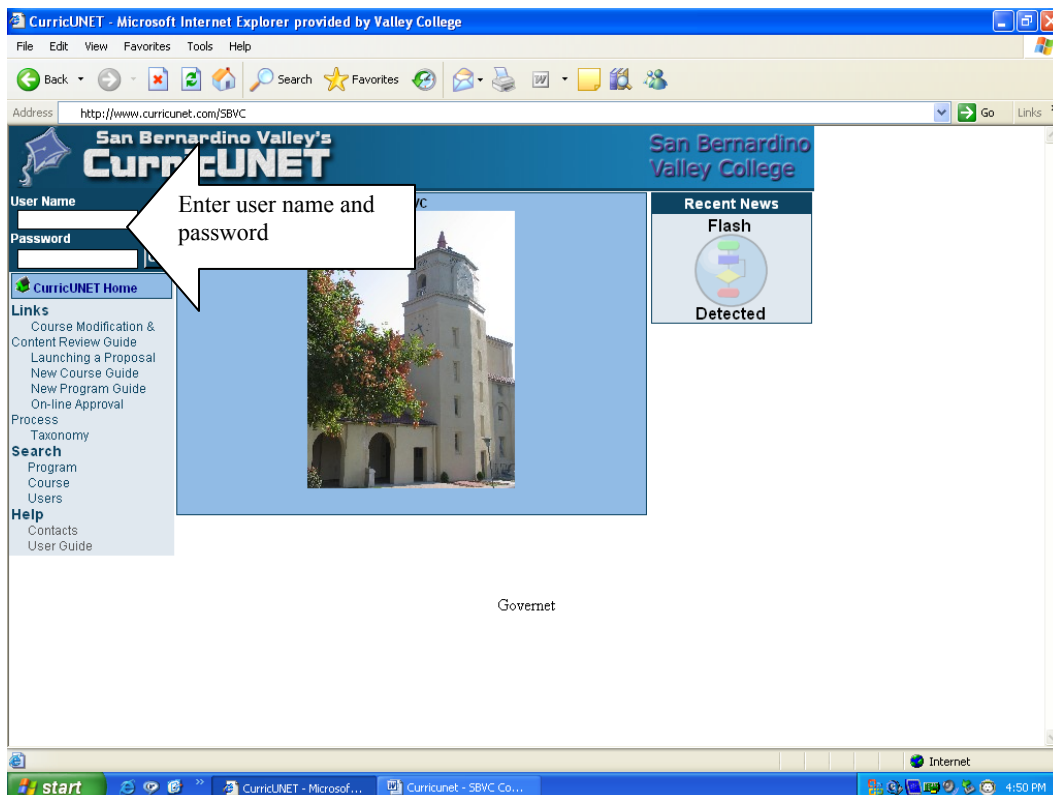 CurricUNET - Microsoft Internet Explorer provided by Valley College
File Edit View Favorites Tools Help
Back Search Favorites
Address http://www.curricunet.com/SBVC Go Links
San Bernardino Valley's
CurricUNET
San Bernardino
Valley College
User Name
Password
Enter user name and
password
CurricUNET Home
Links
Course Modification &
Content Review Guide
Launching a Proposal
New Course Guide
New Program Guide
On-line Approval
Process
Taxonomy
Search
Program
Course
Users
Help
Contacts
User Guide
Recent News
Flash
Detected
Governet
Internet
start CurricUNET - Microsof... Curricunet - SBVC Co... 4:50 PM